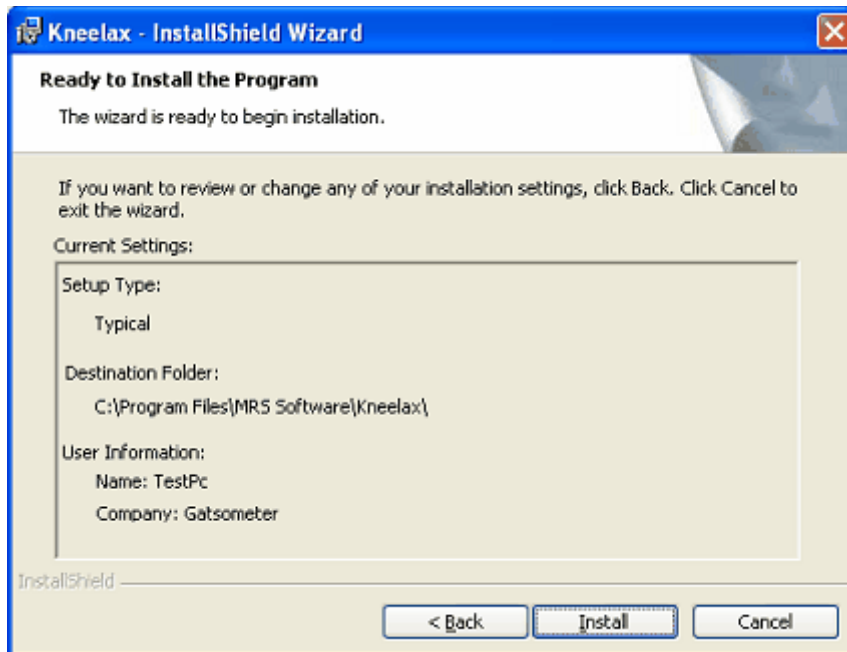 Kneelax - InstallShield Wizard
Ready to Install the Program
The wizard is ready to begin installation.
If you want to review or change any of your installation settings, click Back. Click Cancel to
exit the wizard.
Current Settings:
Setup Type:
Typical
Destination Folder:
C:\Program Files\MRS Software\Kneelax\
User Information:
Name: TestPc
Company: Gatsometer
InstallShield
< Back
Install
Cancel